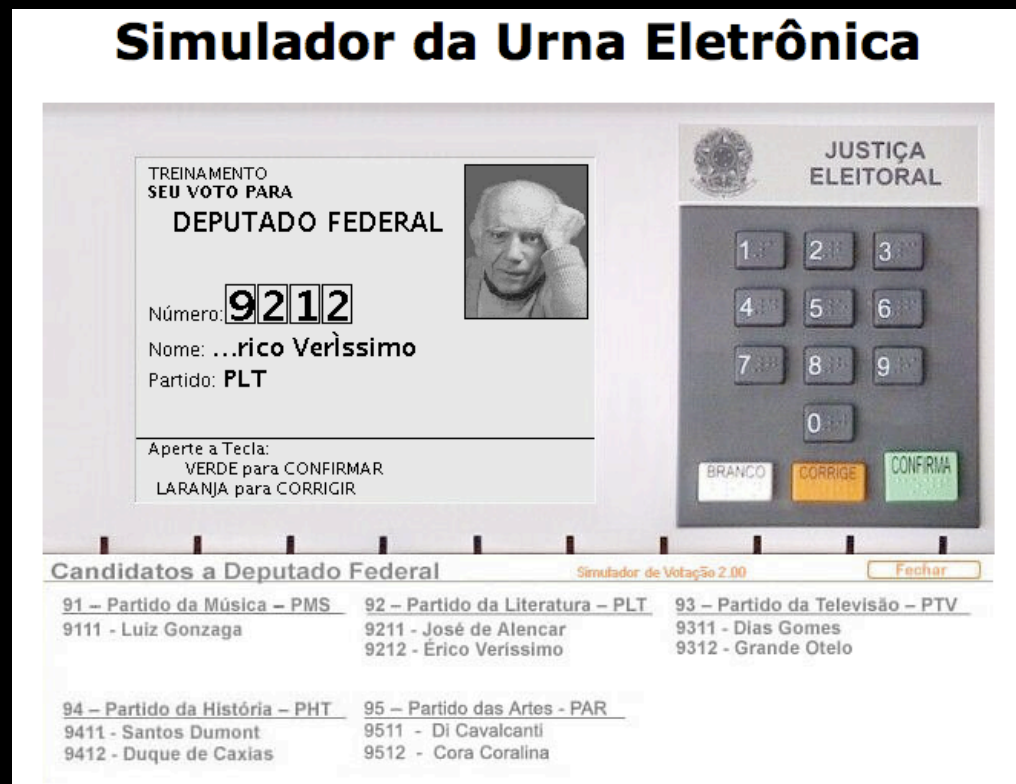 Simulador da Urna Eletrônica
TREINAMENTO
SEU VOTO PARA
DEPUTADO FEDERAL
Número: 9212
Nome: ...rico VerÌssimo
Partido: PLT
Aperte a Tecla:
VERDE para CONFIRMAR
LARANJA para CORRIGIR
JUSTIÇA
ELEITORAL
1 2 3
4 5 6
7 8 9
0
BRANCO CORRIGE CONFIRMA
Candidatos a Deputado Federal
Simulador de Votação 2.00
Fechar
91 – Partido da Música – PMS
9111 - Luiz Gonzaga
92 – Partido da Literatura – PLT
9211 - José de Alencar
9212 - Érico Veríssimo
93 – Partido da Televisão – PTV
9311 - Dias Gomes
9312 - Grande Otelo
94 – Partido da História – PHT
9411 - Santos Dumont
9412 - Duque de Caxias
95 – Partido das Artes - PAR
9511 - Di Cavalcanti
9512 - Cora Coralina